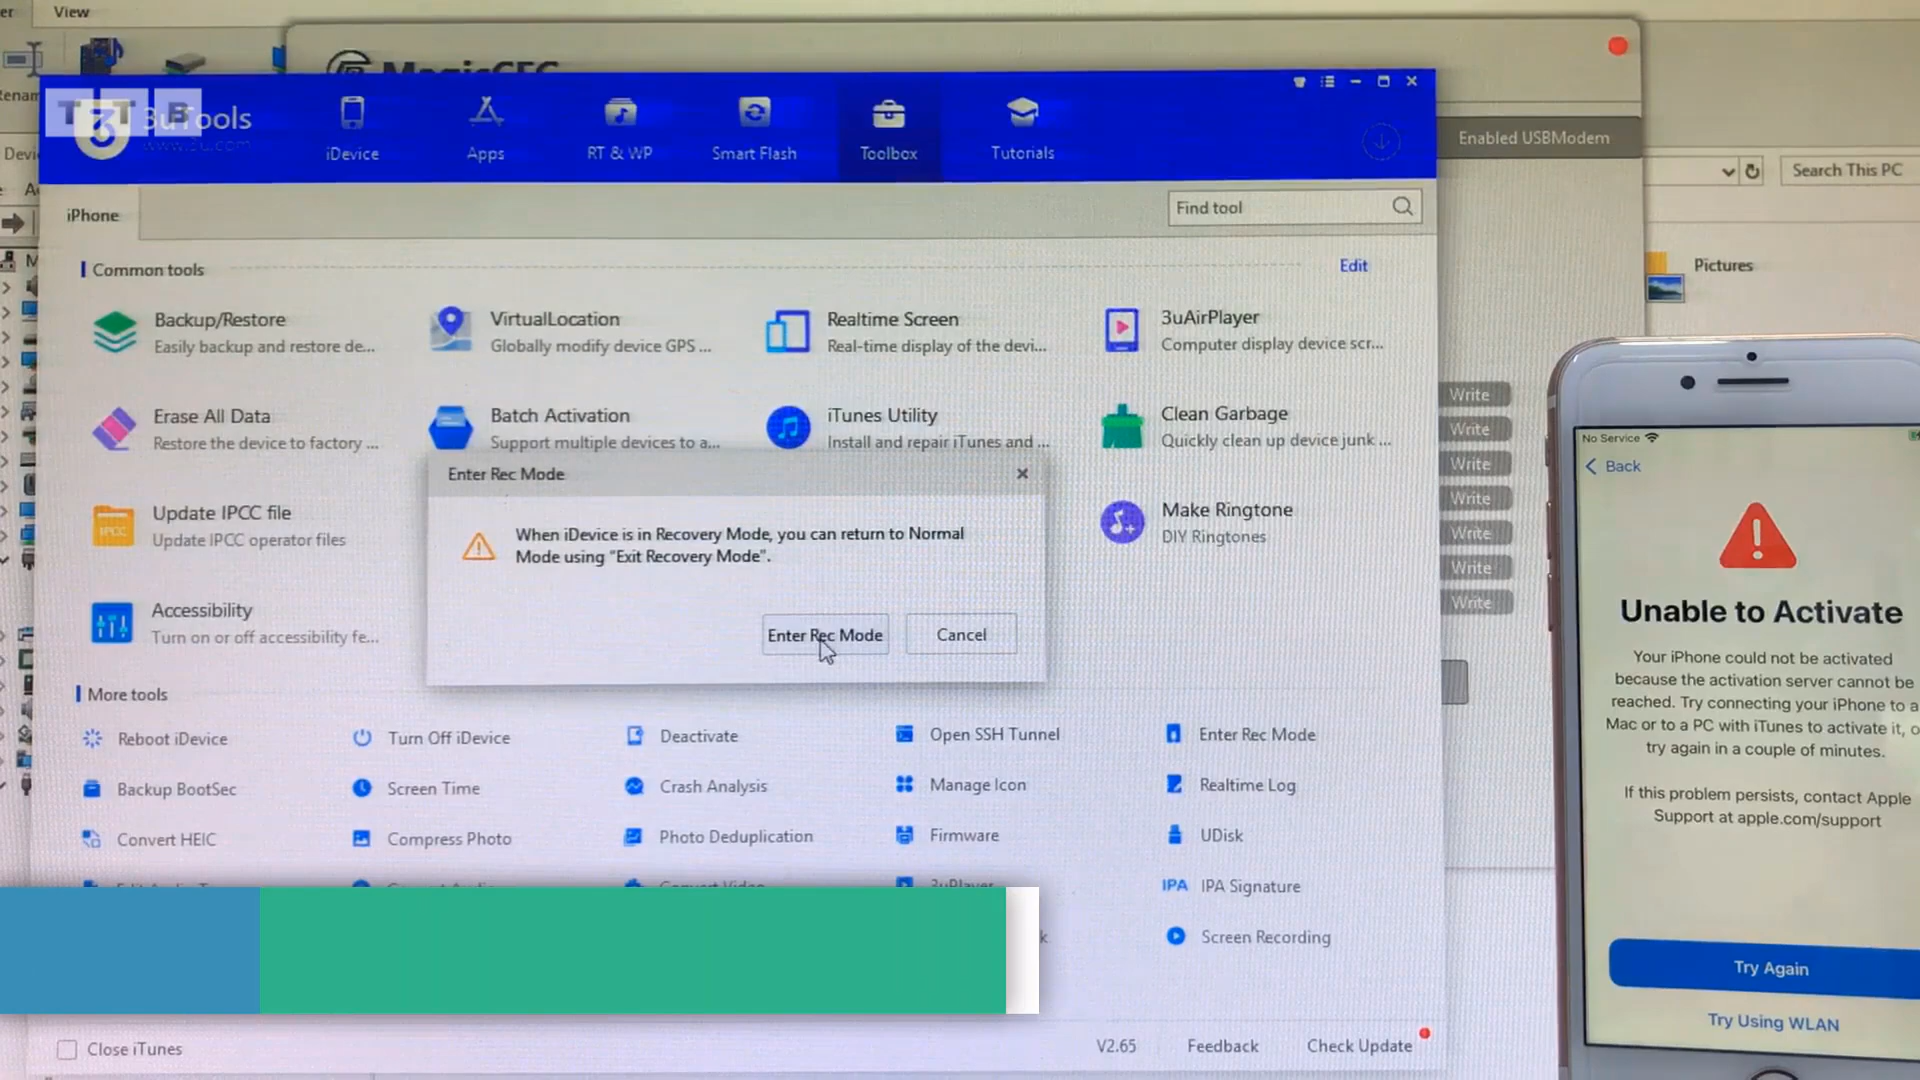 View
MagicCFG
T T B
3uTools
www.3u.com
iDevice
Apps
RT & WP
Smart Flash
Toolbox
Tutorials
Enabled USBModem
Search This PC
iPhone
Find tool
Common tools
Edit
Pictures
Backup/Restore
Easily backup and restore de...
VirtualLocation
Globally modify device GPS ...
Realtime Screen
Real-time display of the devi...
3uAirPlayer
Computer display device scr...
Erase All Data
Restore the device to factory ...
Batch Activation
Support multiple devices to a...
iTunes Utility
Install and repair iTunes and ...
Clean Garbage
Quickly clean up device junk ...
Update IPCC file
Update IPCC operator files
Make Ringtone
DIY Ringtones
Accessibility
Turn on or off accessibility fe...
Enter Rec Mode
When iDevice is in Recovery Mode, you can return to Normal
Mode using "Exit Recovery Mode".
Enter Rec Mode
Cancel
Write
Write
Write
Write
Write
Write
Write
More tools
Reboot iDevice
Turn Off iDevice
Deactivate
Open SSH Tunnel
Enter Rec Mode
Backup BootSec
Screen Time
Crash Analysis
Manage Icon
Realtime Log
Convert HEIC
Compress Photo
Photo Deduplication
Firmware
UDisk
3uPlayer
IPA
IPA Signature
Screen Recording
Close iTunes
V2.65
Feedback
Check Update
No Service
Back
Unable to Activate
Your iPhone could not be activated
because the activation server cannot be
reached. Try connecting your iPhone to a
Mac or to a PC with iTunes to activate it, o
try again in a couple of minutes.
If this problem persists, contact Apple
Support at apple.com/support
Try Again
Try Using WLAN